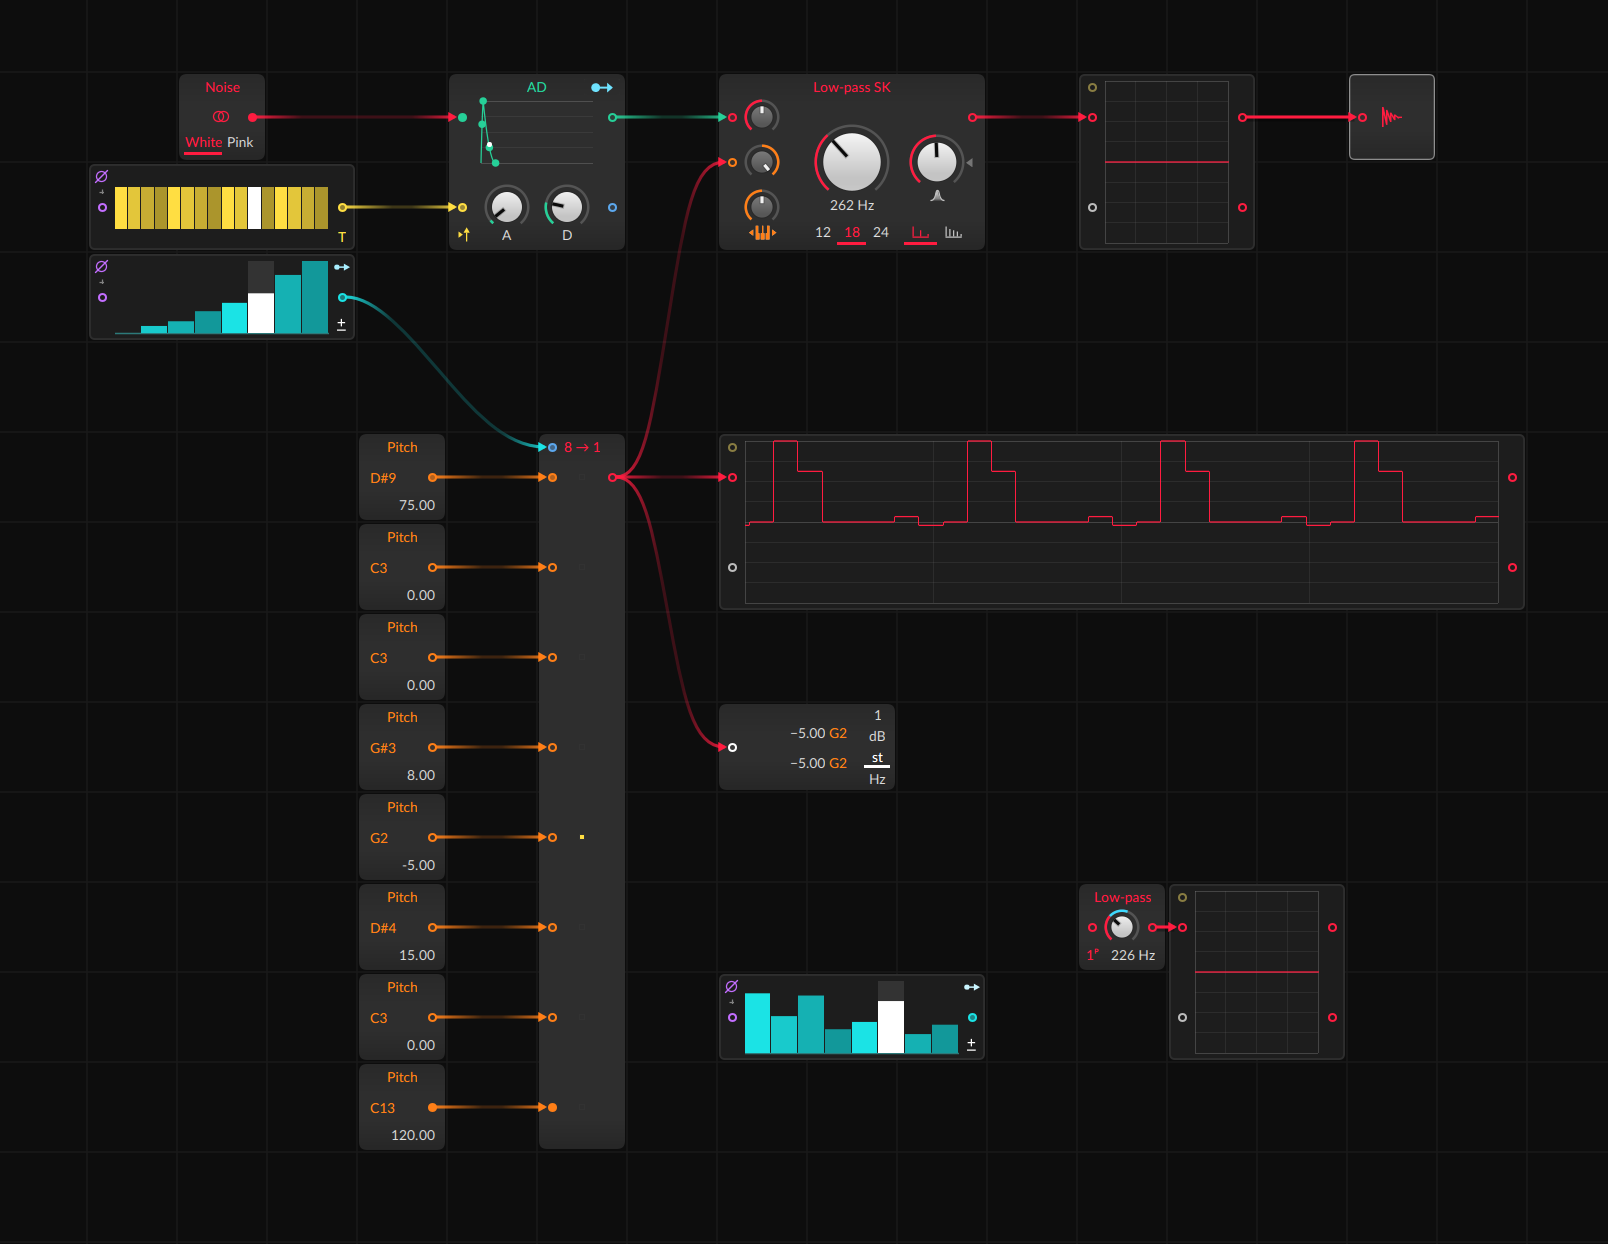 Noise
White Pink
T
AD
A D
Low-pass SK
262 Hz
12 18 24
+
-
8 → 1
Pitch
D#9
75.00
Pitch
C3
0.00
Pitch
C3
0.00
Pitch
G#3
8.00
Pitch
G2
-5.00
Pitch
D#4
15.00
Pitch
C3
0.00
Pitch
C13
120.00
−5.00 G2
−5.00 G2
1
dB
st
Hz
Low-pass
1P 226 Hz